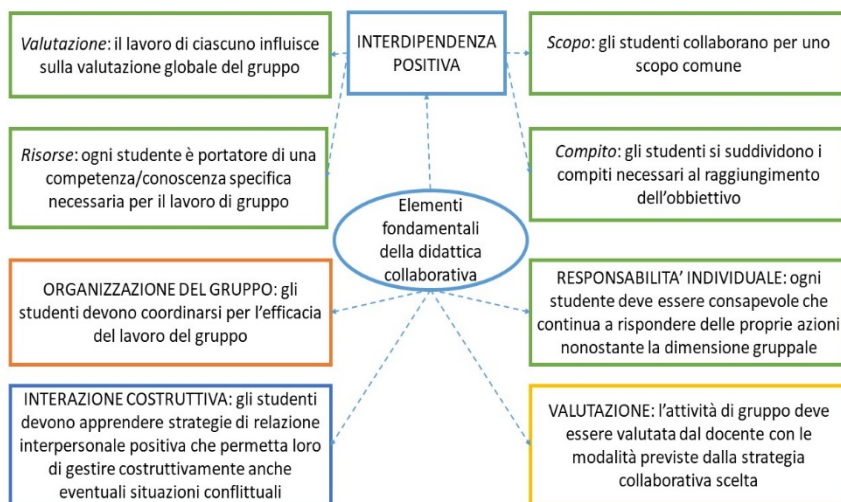 Valutazione: il lavoro di ciascuno influisce
sulla valutazione globale del gruppo
INTERDIPENDENZA
POSITIVA
Scopo: gli studenti collaborano per uno
scopo comune
Risorse: ogni studente è portatore di una
competenza/conoscenza specifica
necessaria per il lavoro di gruppo
Compito: gli studenti si suddividono i
compiti necessari al raggiungimento
dell'obbiettivo
Elementi
fondamentali
della didattica
collaborativa
ORGANIZZAZIONE DEL GRUPPO: gli
studenti devono coordinarsi per l'efficacia
del lavoro del gruppo
RESPONSABILITA' INDIVIDUALE: ogni
studente deve essere consapevole che
continua a rispondere delle proprie azioni
nonostante la dimensione gruppale
INTERAZIONE COSTRUTTIVA: gli studenti
devono apprendere strategie di relazione
interpersonale positiva che permetta loro
di gestire costruttivamente anche
eventuali situazioni conflittuali
VALUTAZIONE: l'attività di gruppo deve
essere valutata dal docente con le
modalità previste dalla strategia
collaborativa scelta